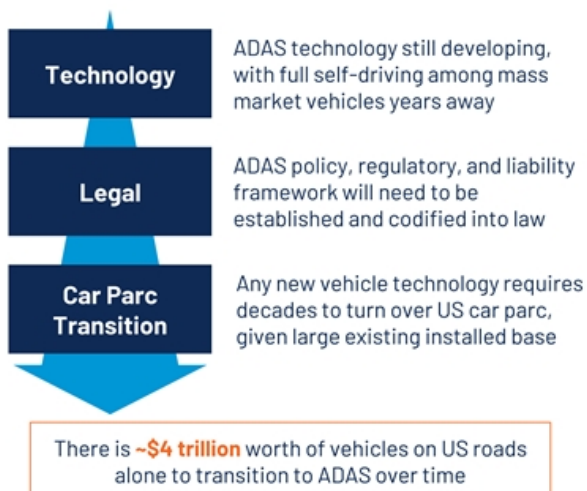 Technology
ADAS technology still developing,
with full self-driving among mass
market vehicles years away
Legal
ADAS policy, regulatory, and liability
framework will need to be
established and codified into law
Car Parc
Transition
Any new vehicle technology requires
decades to turn over US car parc,
given large existing installed base
There is ~$4 trillion worth of vehicles on US roads
alone to transition to ADAS over time